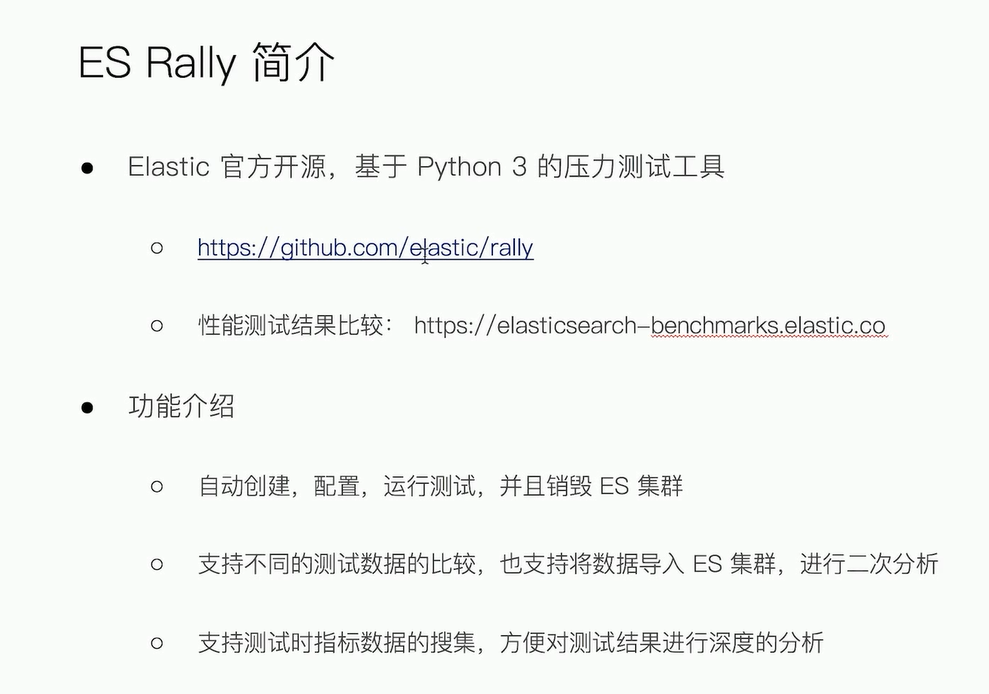 ES Rally 简介
● Elastic 官方开源，基于 Python 3 的压力测试工具
○ https://github.com/elastic/rally
○ 性能测试结果比较： https://elasticsearch-benchmarks.elastic.co
● 功能介绍
○ 自动创建，配置，运行测试，并且销毁 ES 集群
○ 支持不同的测试数据的比较，也支持将数据导入 ES 集群，进行二次分析
○ 支持测试时指标数据的搜集，方便对测试结果进行深度的分析